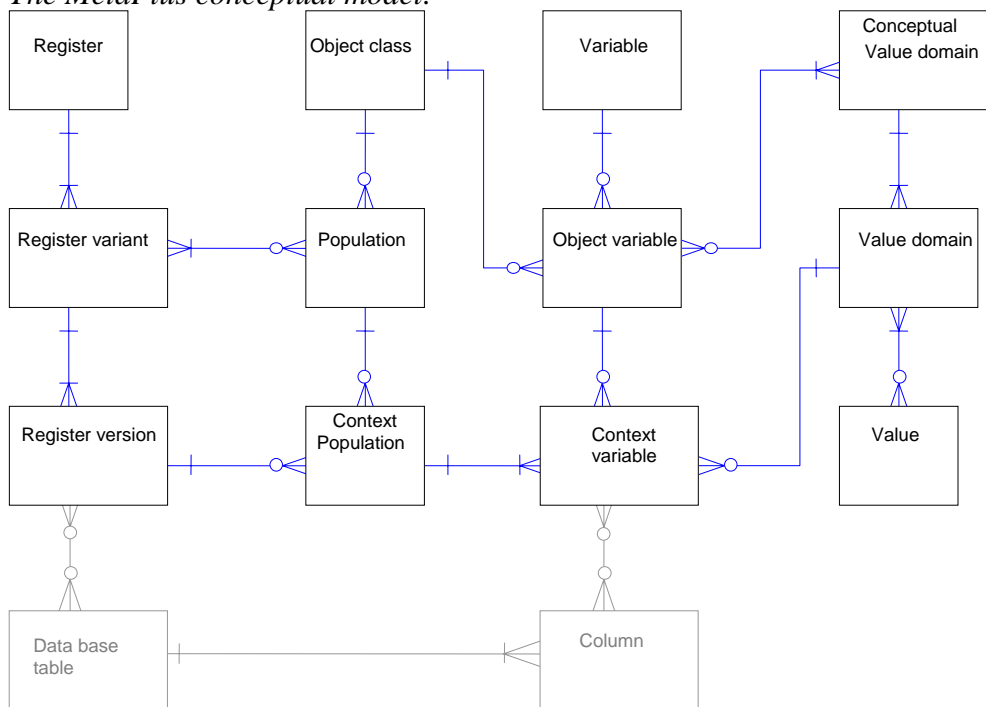 The MetaPlus conceptual model.
Register
Object class
Variable
Conceptual
Value domain
Register variant
Population
Object variable
Value domain
Register version
Context
Population
Context
variable
Value
Data base
table
Column